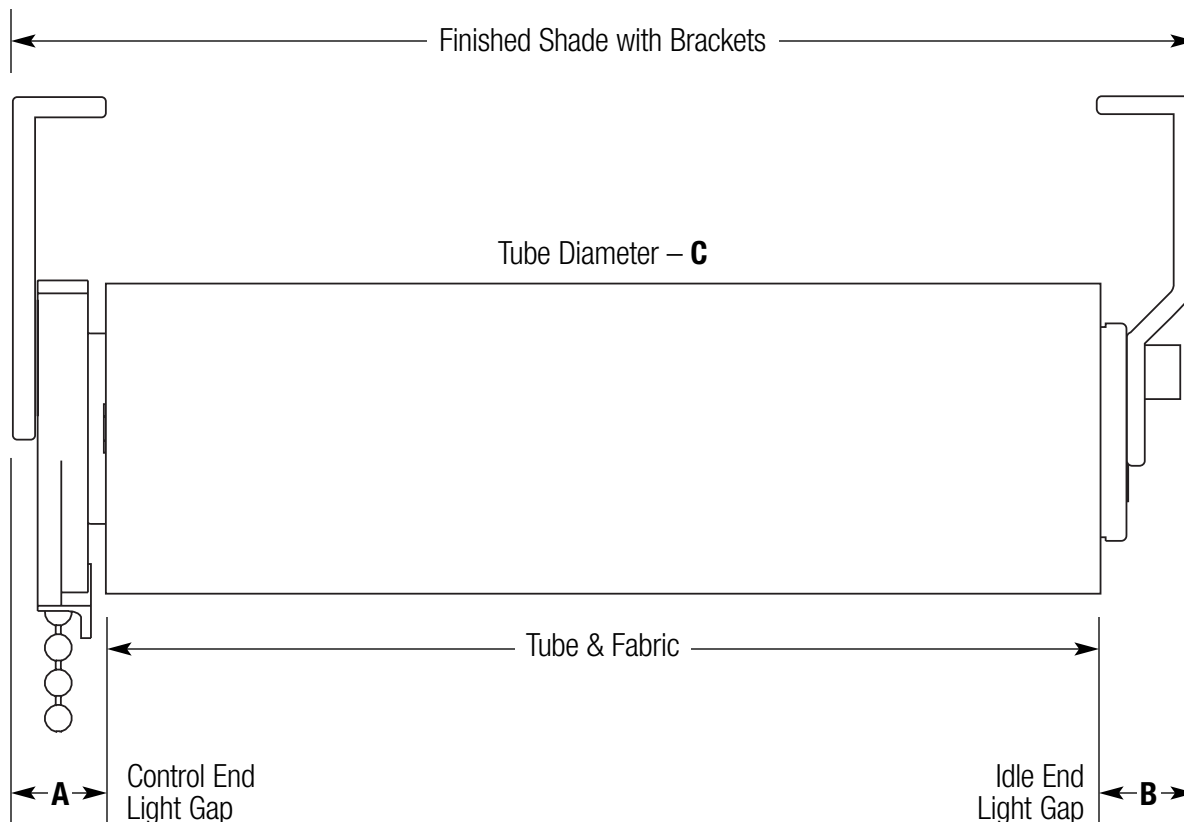 Finished Shade with Brackets
Tube Diameter – C
Tube & Fabric
A
Control End
Light Gap
Idle End
Light Gap
B